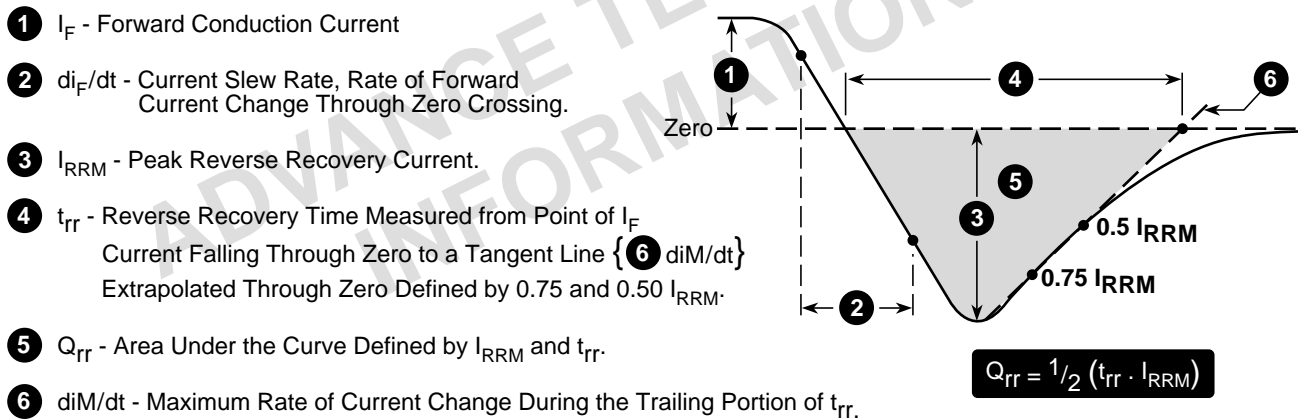 1 I_F - Forward Conduction Current
2 di_F/dt - Current Slew Rate, Rate of Forward
Current Change Through Zero Crossing.
3 I_RRM - Peak Reverse Recovery Current.
4 t_rr - Reverse Recovery Time Measured from Point of I_F
Current Falling Through Zero to a Tangent Line {6 diM/dt}
Extrapolated Through Zero Defined by 0.75 and 0.50 I_RRM.
5 Q_rr - Area Under the Curve Defined by I_RRM and t_rr.
6 diM/dt - Maximum Rate of Current Change During the Trailing Portion of t_rr.
1
4
6
Zero
5
3
0.5 I_RRM
0.75 I_RRM
2
Q_rr = 1/2 (t_rr . I_RRM)